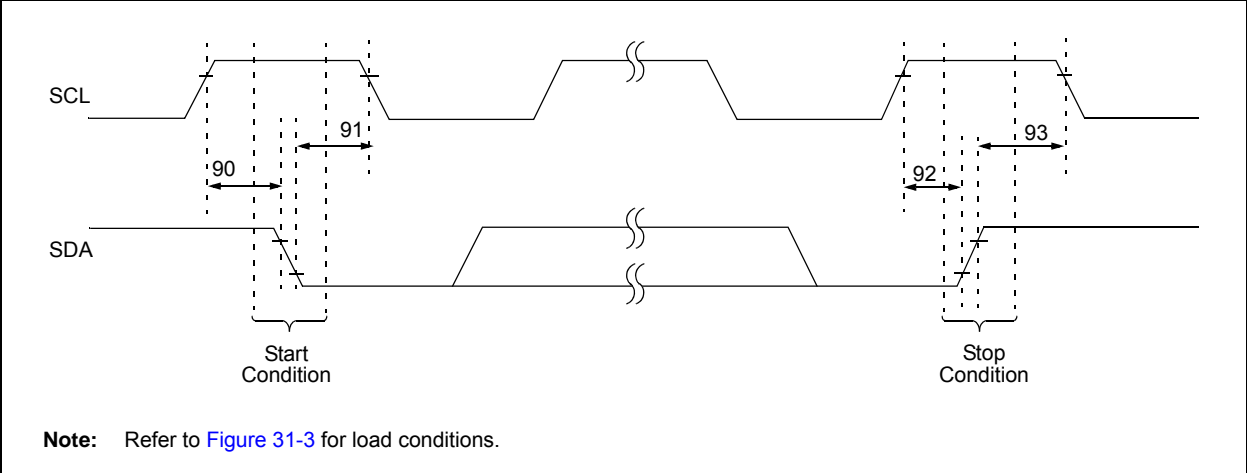 SCL
91
93
90
92
SDA
Start
Condition
Stop
Condition
Note: Refer to Figure 31-3 for load conditions.